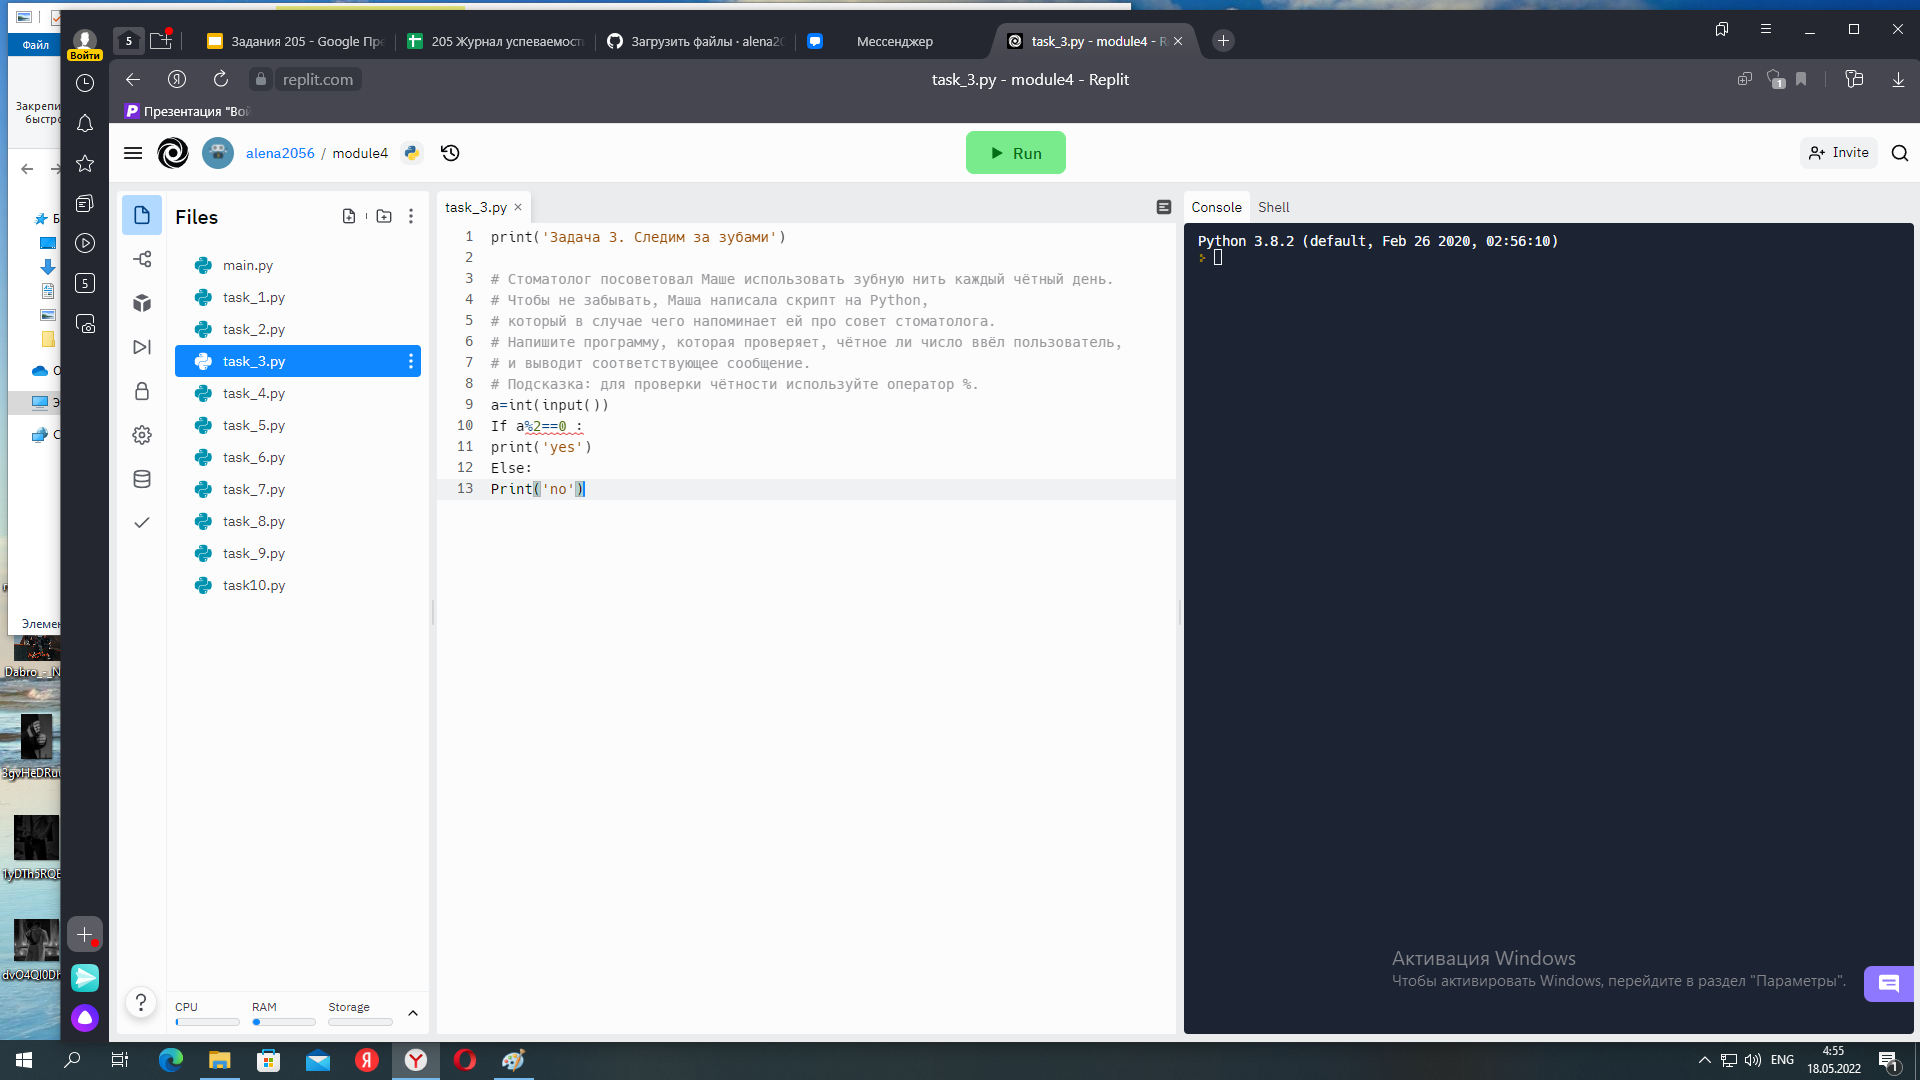 Файл
Войти
5
Задания 205 - Google Пре
205 Журнал успеваемост
Загрузить файлы · alena20
Мессенджер
task_3.py - module4 - R
replit.com
task_3.py - module4 - Replit
1
Закрепи
быстро
Презентация "Вой
alena2056 / module4
Run
Invite
Files
task_3.py
Console
Shell
main.py
task_1.py
task_2.py
task_3.py
task_4.py
task_5.py
task_6.py
task_7.py
task_8.py
task_9.py
task10.py
1 print('Задача 3. Следим за зубами')
2
3 # Стоматолог посоветовал Маше использовать зубную нить каждый чётный день.
4 # Чтобы не забывать, Маша написала скрипт на Python,
5 # который в случае чего напоминает ей про совет стоматолога.
6 # Напишите программу, которая проверяет, чётное ли число ввёл пользователь,
7 # и выводит соответствующее сообщение.
8 # Подсказка: для проверки чётности используйте оператор %.
9 a=int(input())
10 If a%2==0 :
11 print('yes')
12 Else:
13 Print('no')
Python 3.8.2 (default, Feb 26 2020, 02:56:10)
5
Элемен
Dabro_-_N
3gvHeDRu
1yDTh5RQE
dvO4QI0Dh
CPU
RAM
Storage
?
Активация Windows
Чтобы активировать Windows, перейдите в раздел "Параметры".
ENG
4:55
18.05.2022
1